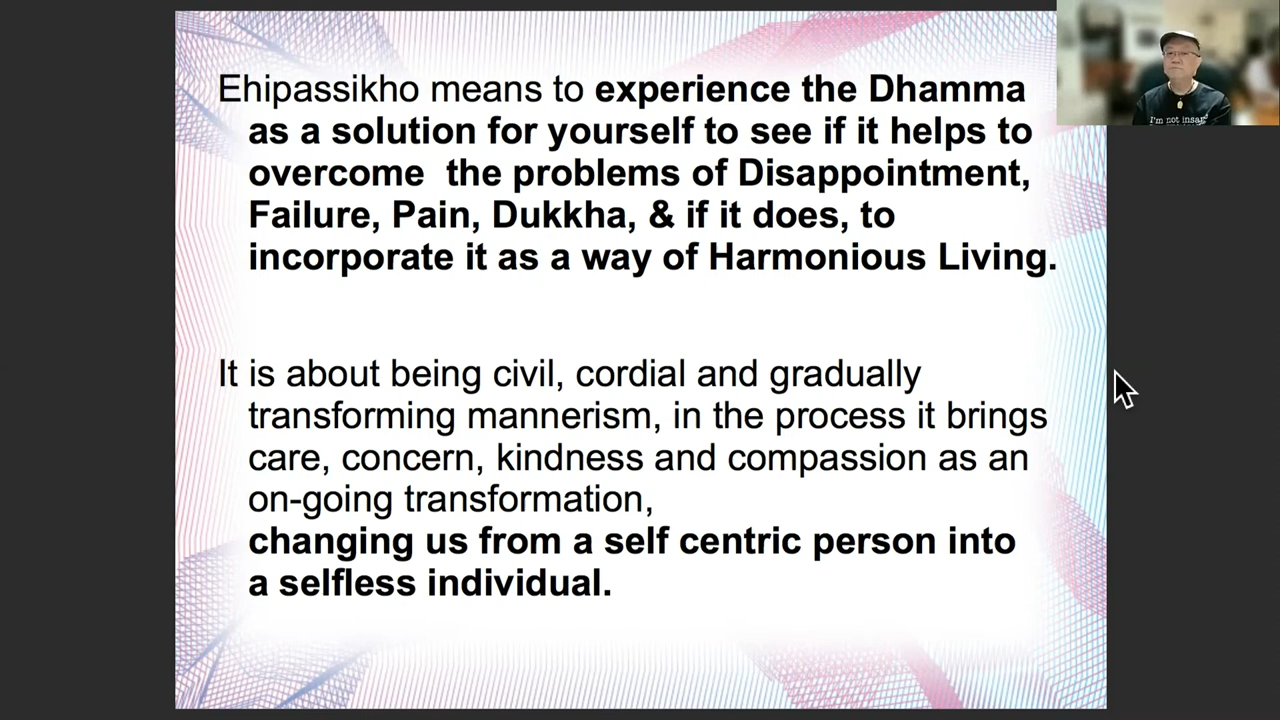 Ehipassikho means to experience the Dhamma
as a solution for yourself to see if it helps to
overcome  the problems of Disappointment,
Failure, Pain, Dukkha, & if it does, to
incorporate it as a way of Harmonious Living.
It is about being civil, cordial and gradually
transforming mannerism, in the process it brings
care, concern, kindness and compassion as an
on-going transformation,
changing us from a self centric person into
a selfless individual.
I'm not